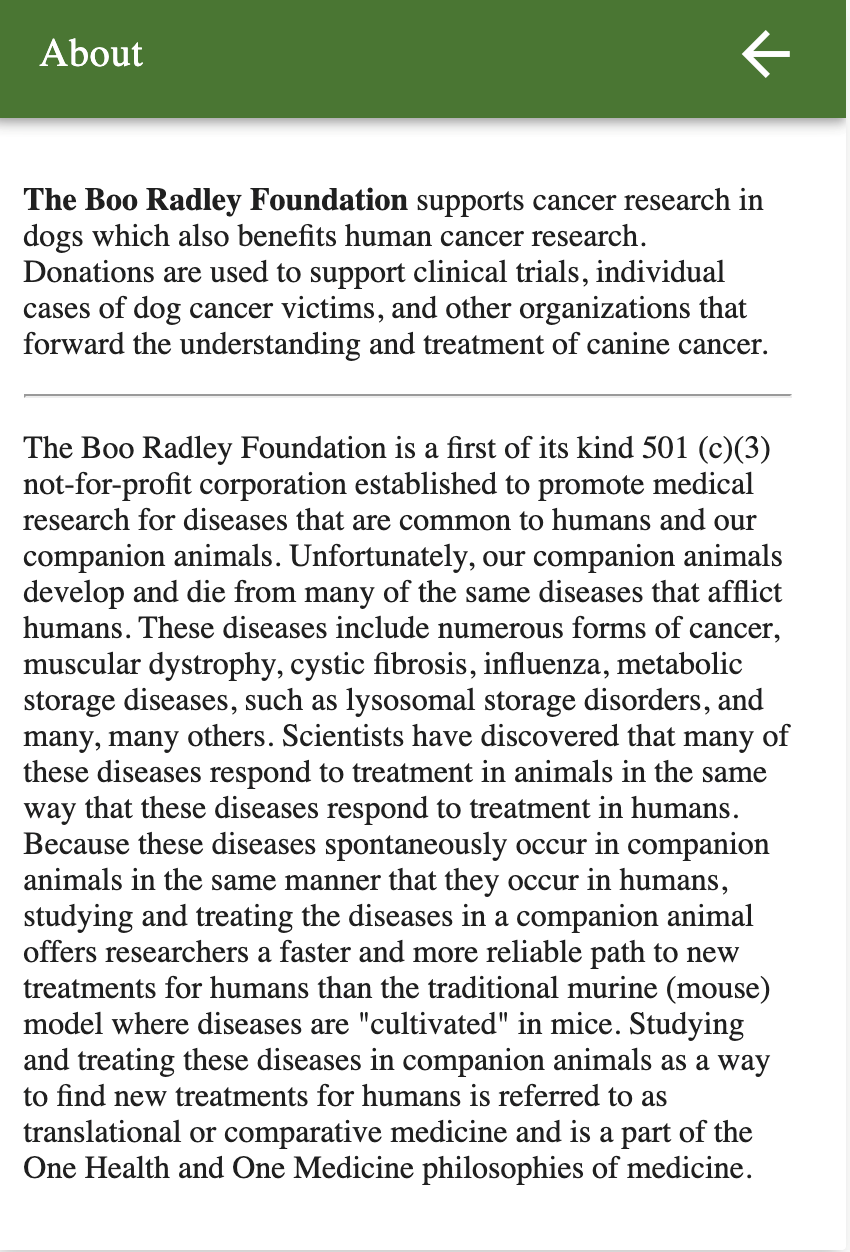 About
The Boo Radley Foundation supports cancer research in
dogs which also benefits human cancer research.
Donations are used to support clinical trials, individual
cases of dog cancer victims, and other organizations that
forward the understanding and treatment of canine cancer.
The Boo Radley Foundation is a first of its kind 501 (c)(3)
not-for-profit corporation established to promote medical
research for diseases that are common to humans and our
companion animals. Unfortunately, our companion animals
develop and die from many of the same diseases that afflict
humans. These diseases include numerous forms of cancer,
muscular dystrophy, cystic fibrosis, influenza, metabolic
storage diseases, such as lysosomal storage disorders, and
many, many others. Scientists have discovered that many of
these diseases respond to treatment in animals in the same
way that these diseases respond to treatment in humans.
Because these diseases spontaneously occur in companion
animals in the same manner that they occur in humans,
studying and treating the diseases in a companion animal
offers researchers a faster and more reliable path to new
treatments for humans than the traditional murine (mouse)
model where diseases are "cultivated" in mice. Studying
and treating these diseases in companion animals as a way
to find new treatments for humans is referred to as
translational or comparative medicine and is a part of the
One Health and One Medicine philosophies of medicine.